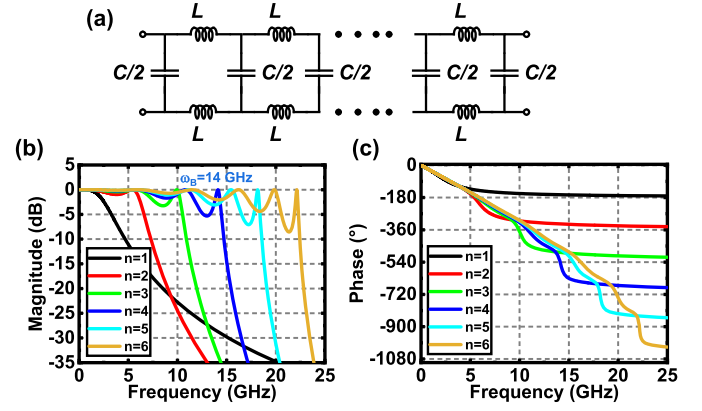 (a)
L L L
C/2 C/2 C/2 C/2 C/2
L L L
(b)
ω_B=14 GHz
Magnitude (dB)
5
0
-5
-10
-15
-20
-25
-30
-35
n=1
n=2
n=3
n=4
n=5
n=6
0 5 10 15 20 25
Frequency (GHz)
(c)
Phase (°)
0
-180
-360
-540
-720
-900
-1080
n=1
n=2
n=3
n=4
n=5
n=6
0 5 10 15 20 25
Frequency (GHz)